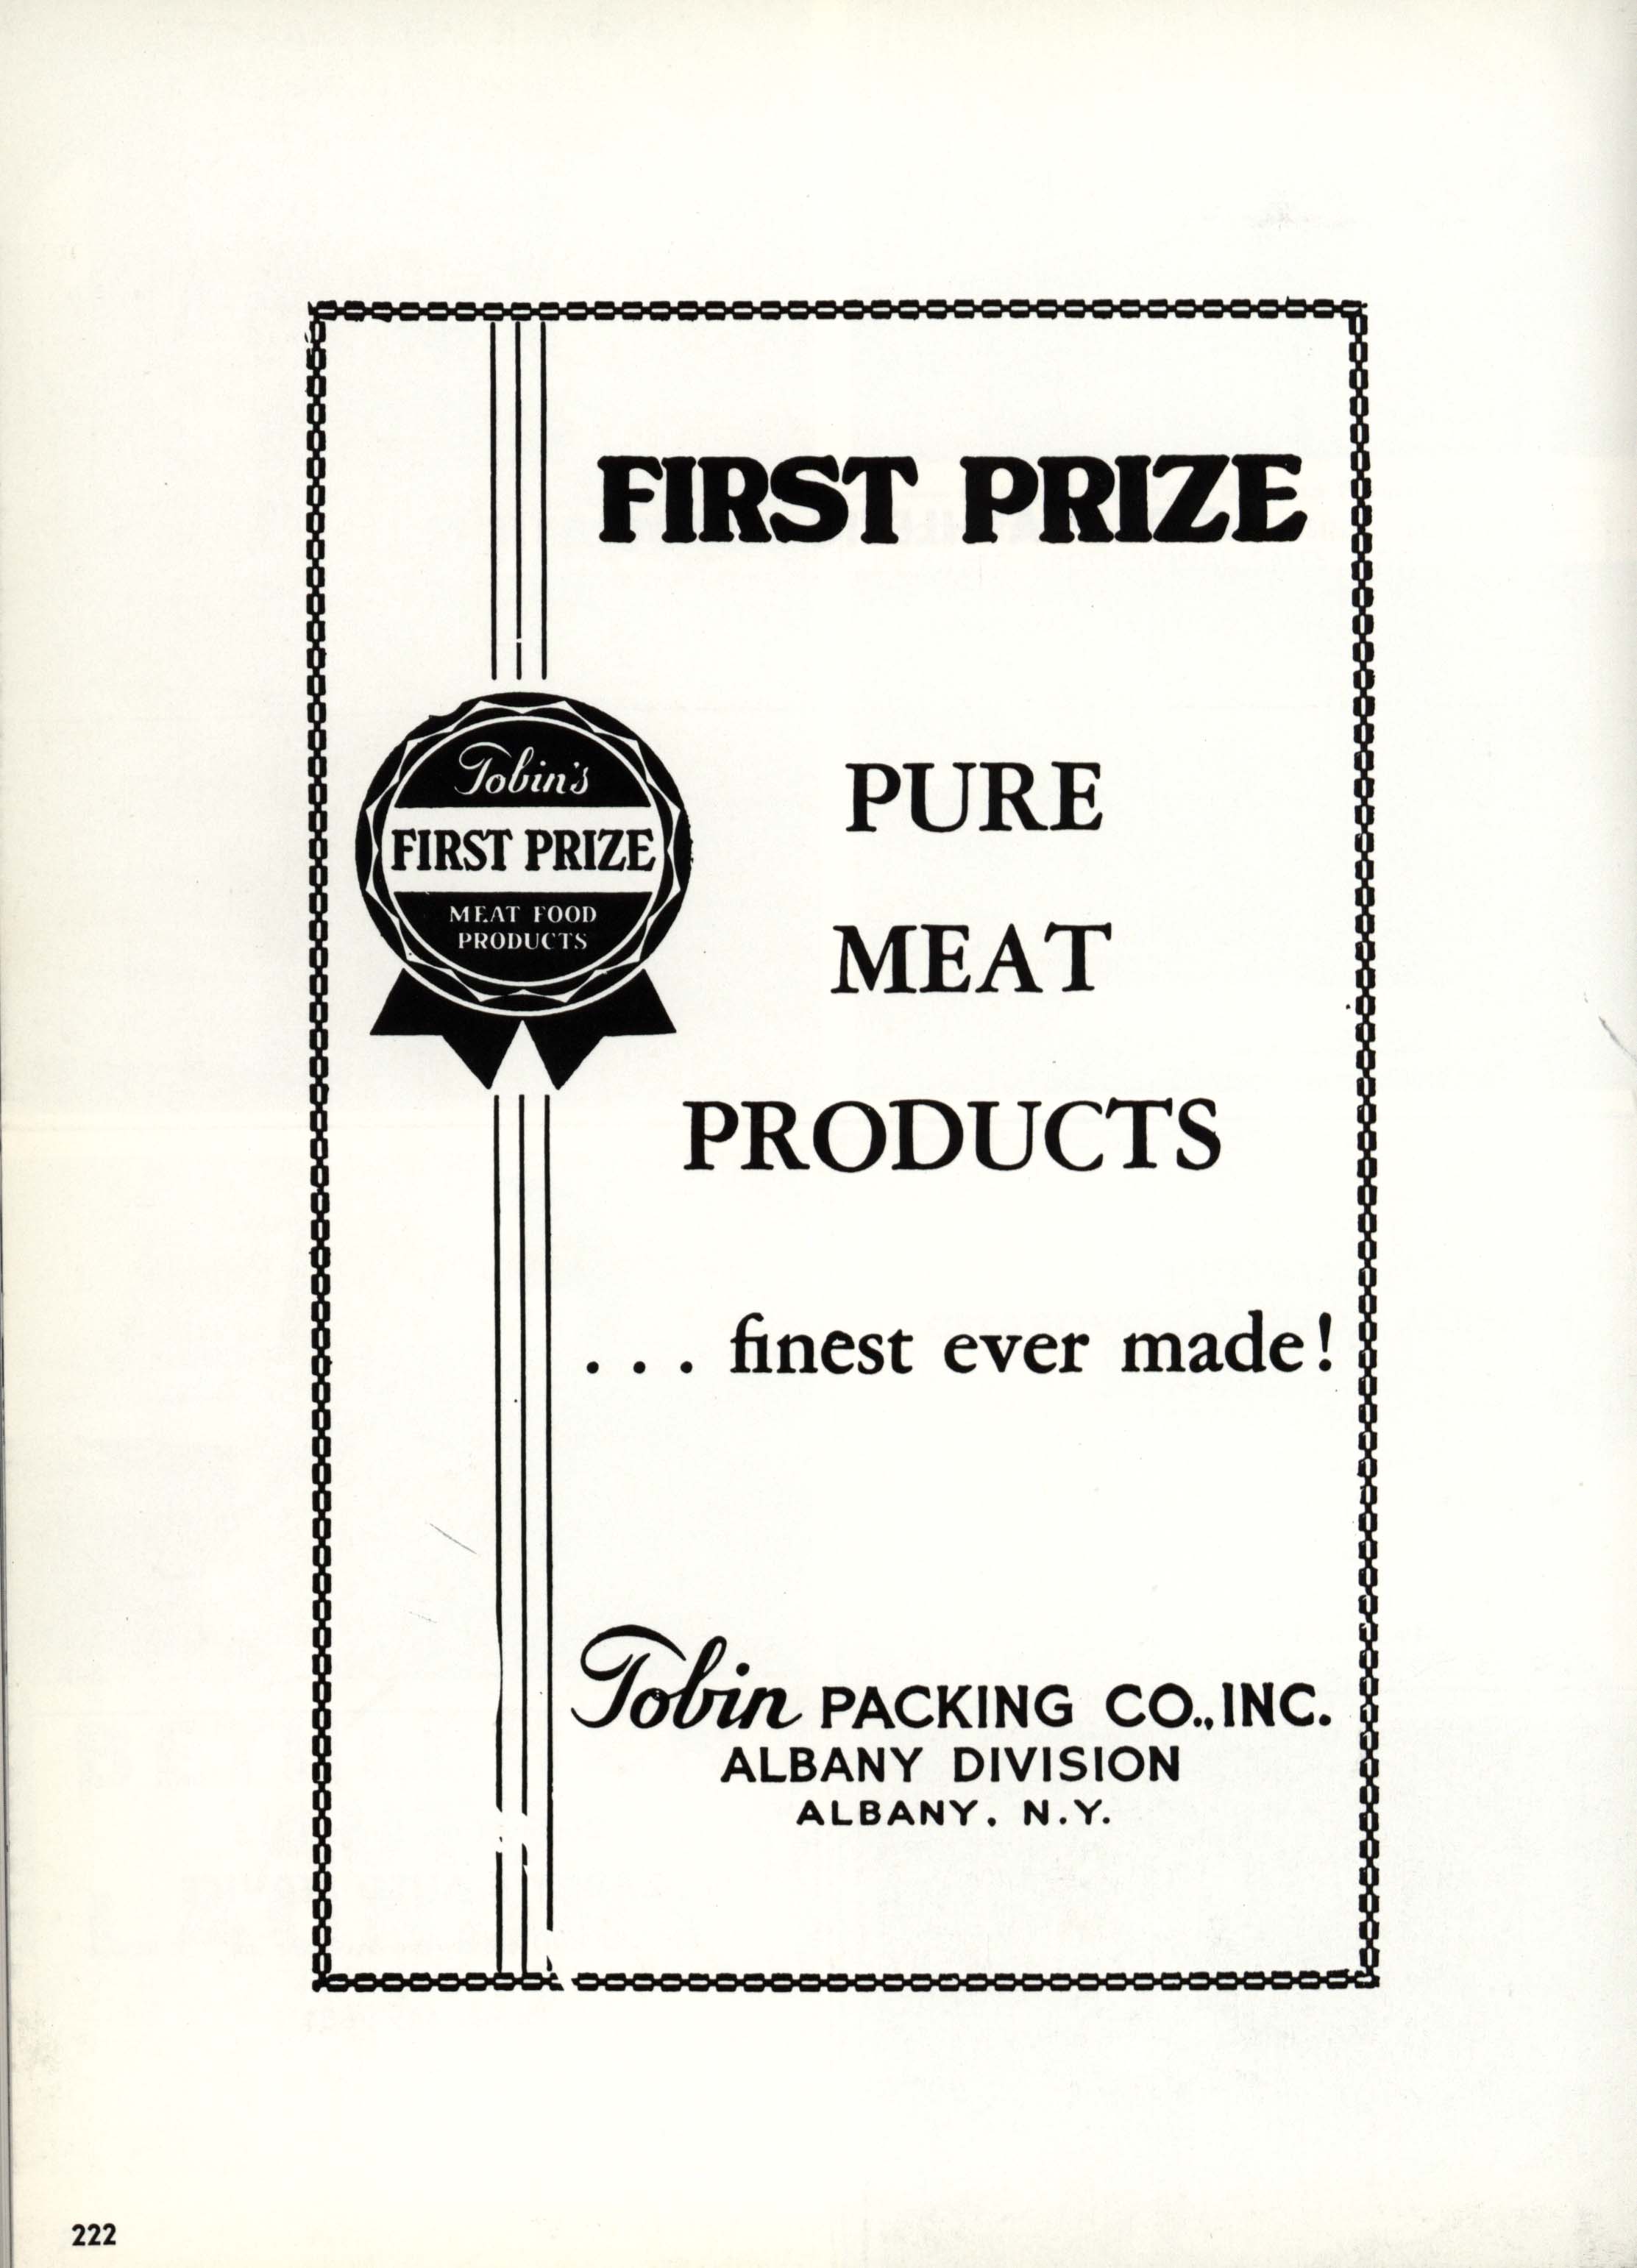 FIRST PRIZE
Tobin's
FIRST PRIZE
MEAT FOOD
PRODUCTS
PURE
MEAT
PRODUCTS
... finest ever made!
Tobin PACKING CO., INC.
ALBANY DIVISION
ALBANY, N.Y.
222